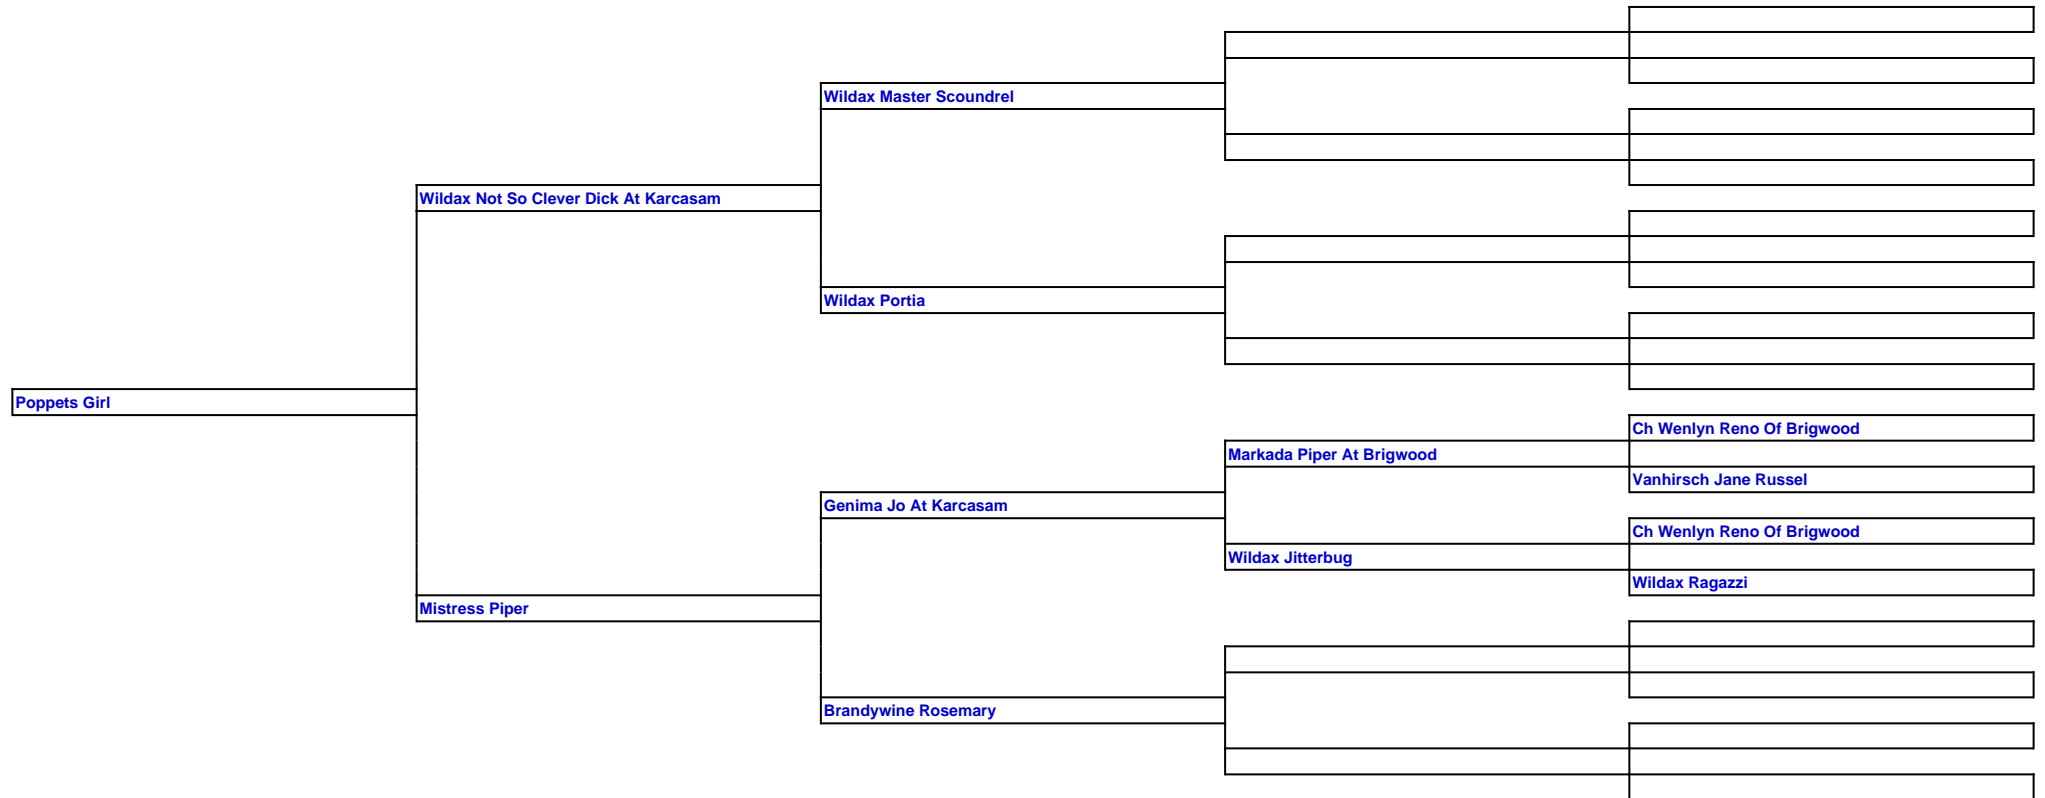 Wildax Master Scoundrel
Wildax Not So Clever Dick At Karcasam
Wildax Portia
Poppets Girl
Ch Wenlyn Reno Of Brigwood
Markada Piper At Brigwood
Vanhirsch Jane Russel
Genima Jo At Karcasam
Ch Wenlyn Reno Of Brigwood
Wildax Jitterbug
Wildax Ragazzi
Mistress Piper
Brandywine Rosemary